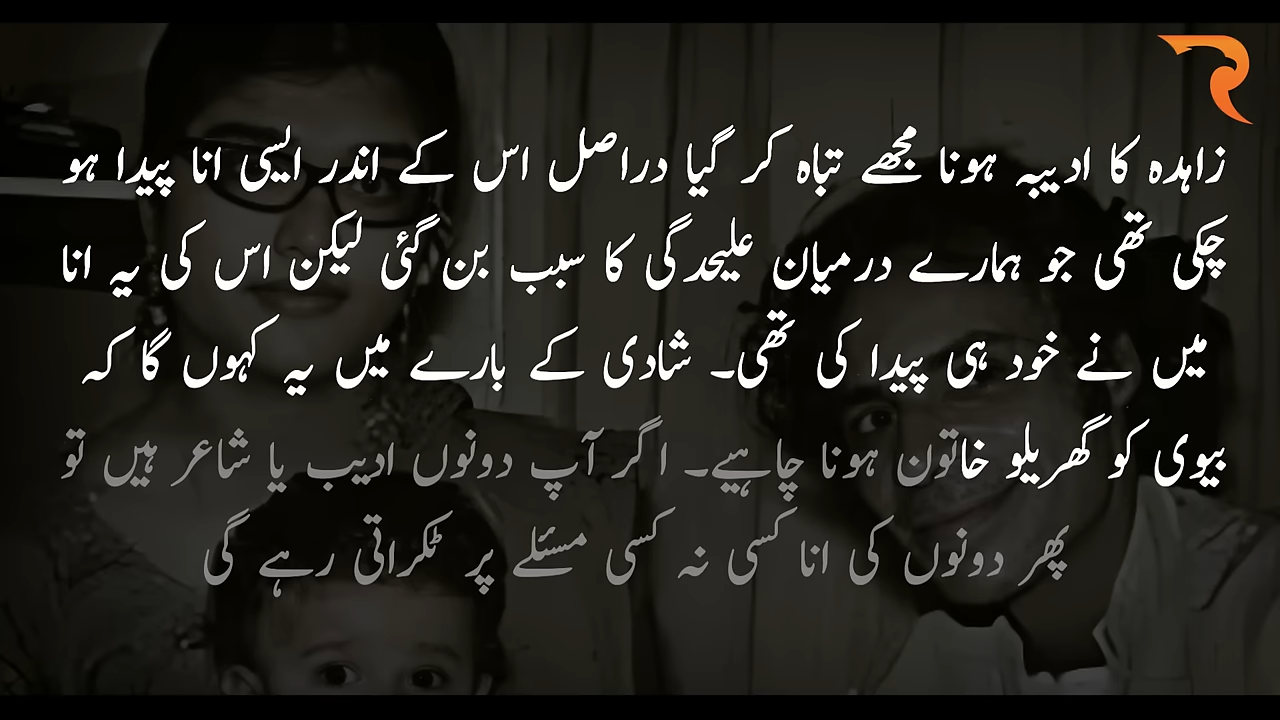 زاہدہ کا ادیبہ ہونا مجھے تباہ کر گیا دراصل اس کے اندر ایسی انا پیدا ہو
چکی تھی جو ہمارے درمیان علیحدگی کا سبب بن گئی لیکن اس کی یہ انا
میں نے خود ہی پیدا کی تھی۔ شادی کے بارے میں یہ کہوں گا کہ
بیوی کو گھریلو خاتون ہونا چاہیے۔ اگر آپ دونوں ادیب یا شاعر ہیں تو
پھر دونوں کی انا کسی نہ کسی مسئلے پر ٹکراتی رہے گی